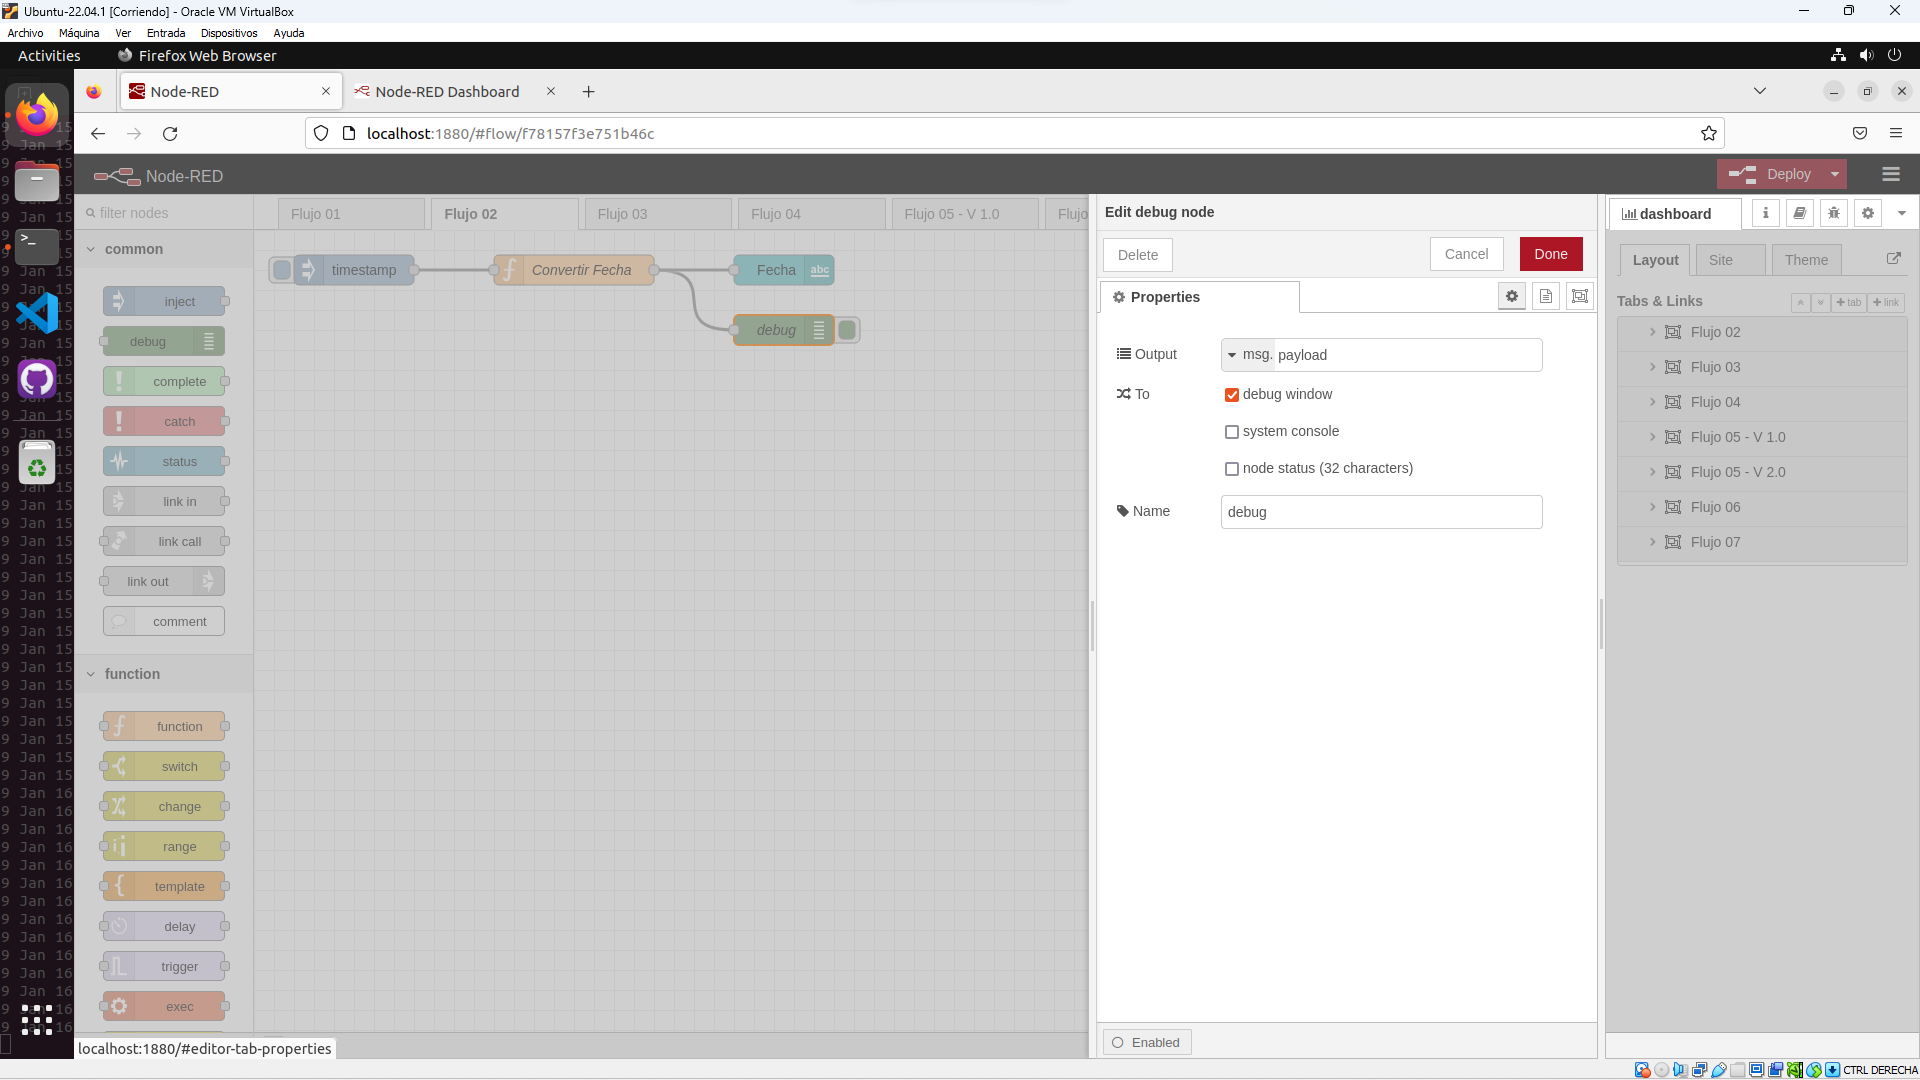 Ubuntu-22.04.1 [Corriendo] - Oracle VM VirtualBox
Archivo Máquina Ver Entrada Dispositivos Ayuda
Activities Firefox Web Browser
Node-RED Node-RED Dashboard
localhost:1880/#flow/f78157f3e751b46c
Node-RED Deploy
filter nodes
Flujo 01 Flujo 02 Flujo 03 Flujo 04 Flujo 05 - V 1.0 Flujo
common
inject
debug
complete
catch
status
link in
link call
link out
comment
function
function
switch
change
range
template
delay
trigger
exec
timestamp Convertir Fecha Fecha abc
debug
Edit debug node
Delete Cancel Done
Properties
Output msg. payload
To debug window
system console
node status (32 characters)
Name debug
Enabled
dashboard
Layout Site Theme
Tabs & Links tab link
Flujo 02
Flujo 03
Flujo 04
Flujo 05 - V 1.0
Flujo 05 - V 2.0
Flujo 06
Flujo 07
localhost:1880/#editor-tab-properties
CTRL DERECHA